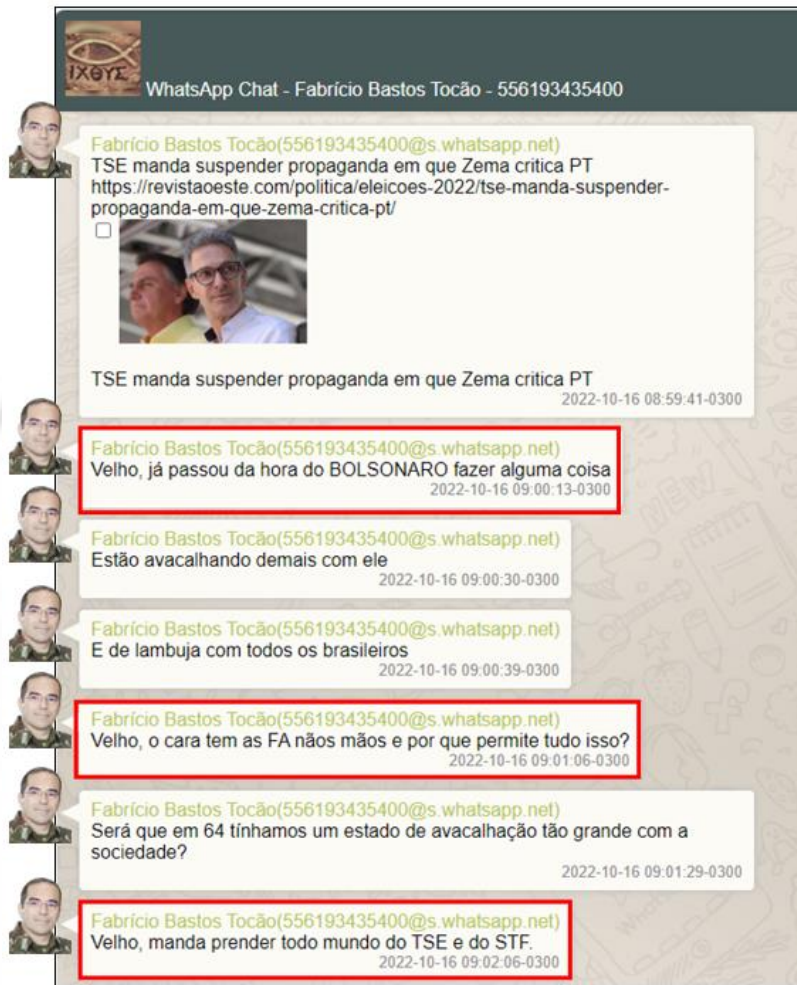 ΙΧΘΥΣ
WhatsApp Chat - Fabrício Bastos Tocão - 556193435400
Fabrício Bastos Tocão(556193435400@s.whatsapp.net)
TSE manda suspender propaganda em que Zema critica PT
https://revistaoeste.com/politica/eleicoes-2022/tse-manda-suspender-
propaganda-em-que-zema-critica-pt/
TSE manda suspender propaganda em que Zema critica PT
2022-10-16 08:59:41-0300
Fabrício Bastos Tocão(556193435400@s.whatsapp.net)
Velho, já passou da hora do BOLSONARO fazer alguma coisa
2022-10-16 09:00:13-0300
Fabrício Bastos Tocão(556193435400@s.whatsapp.net)
Estão avacalhando demais com ele
2022-10-16 09:00:30-0300
Fabrício Bastos Tocão(556193435400@s.whatsapp.net)
E de lambuja com todos os brasileiros
2022-10-16 09:00:39-0300
Fabrício Bastos Tocão(556193435400@s.whatsapp.net)
Velho, o cara tem as FA nãos mãos e por que permite tudo isso?
2022-10-16 09:01:06-0300
Fabrício Bastos Tocão(556193435400@s.whatsapp.net)
Será que em 64 tínhamos um estado de avacalhação tão grande com a
sociedade?
2022-10-16 09:01:29-0300
Fabrício Bastos Tocão(556193435400@s.whatsapp.net)
Velho, manda prender todo mundo do TSE e do STF.
2022-10-16 09:02:06-0300